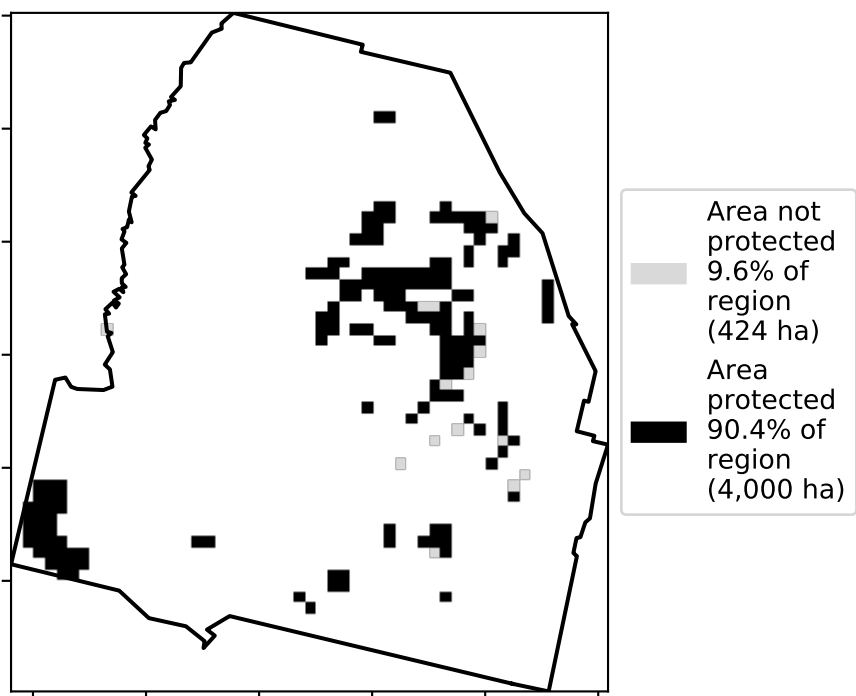 Area not
protected
9.6% of
region
(424 ha)
Area
protected
90.4% of
region
(4,000 ha)